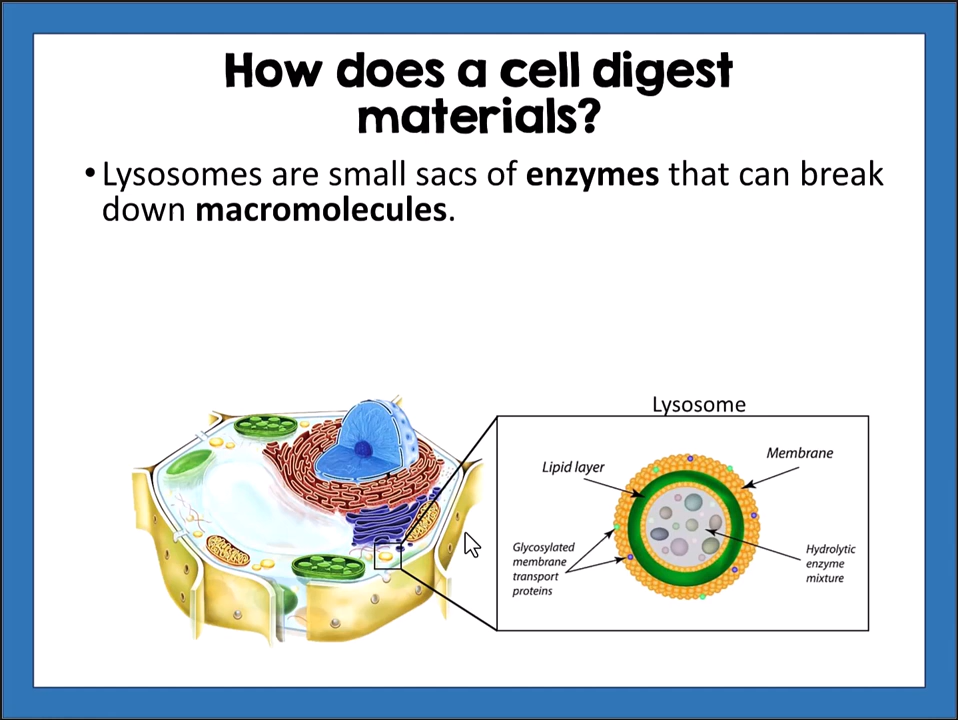 How does a cell digest
materials?
•Lysosomes are small sacs of enzymes that can break
down macromolecules.
Lysosome
Lipid layer
Membrane
Glycosylated
membrane
transport
proteins
Hydrolytic
enzyme
mixture